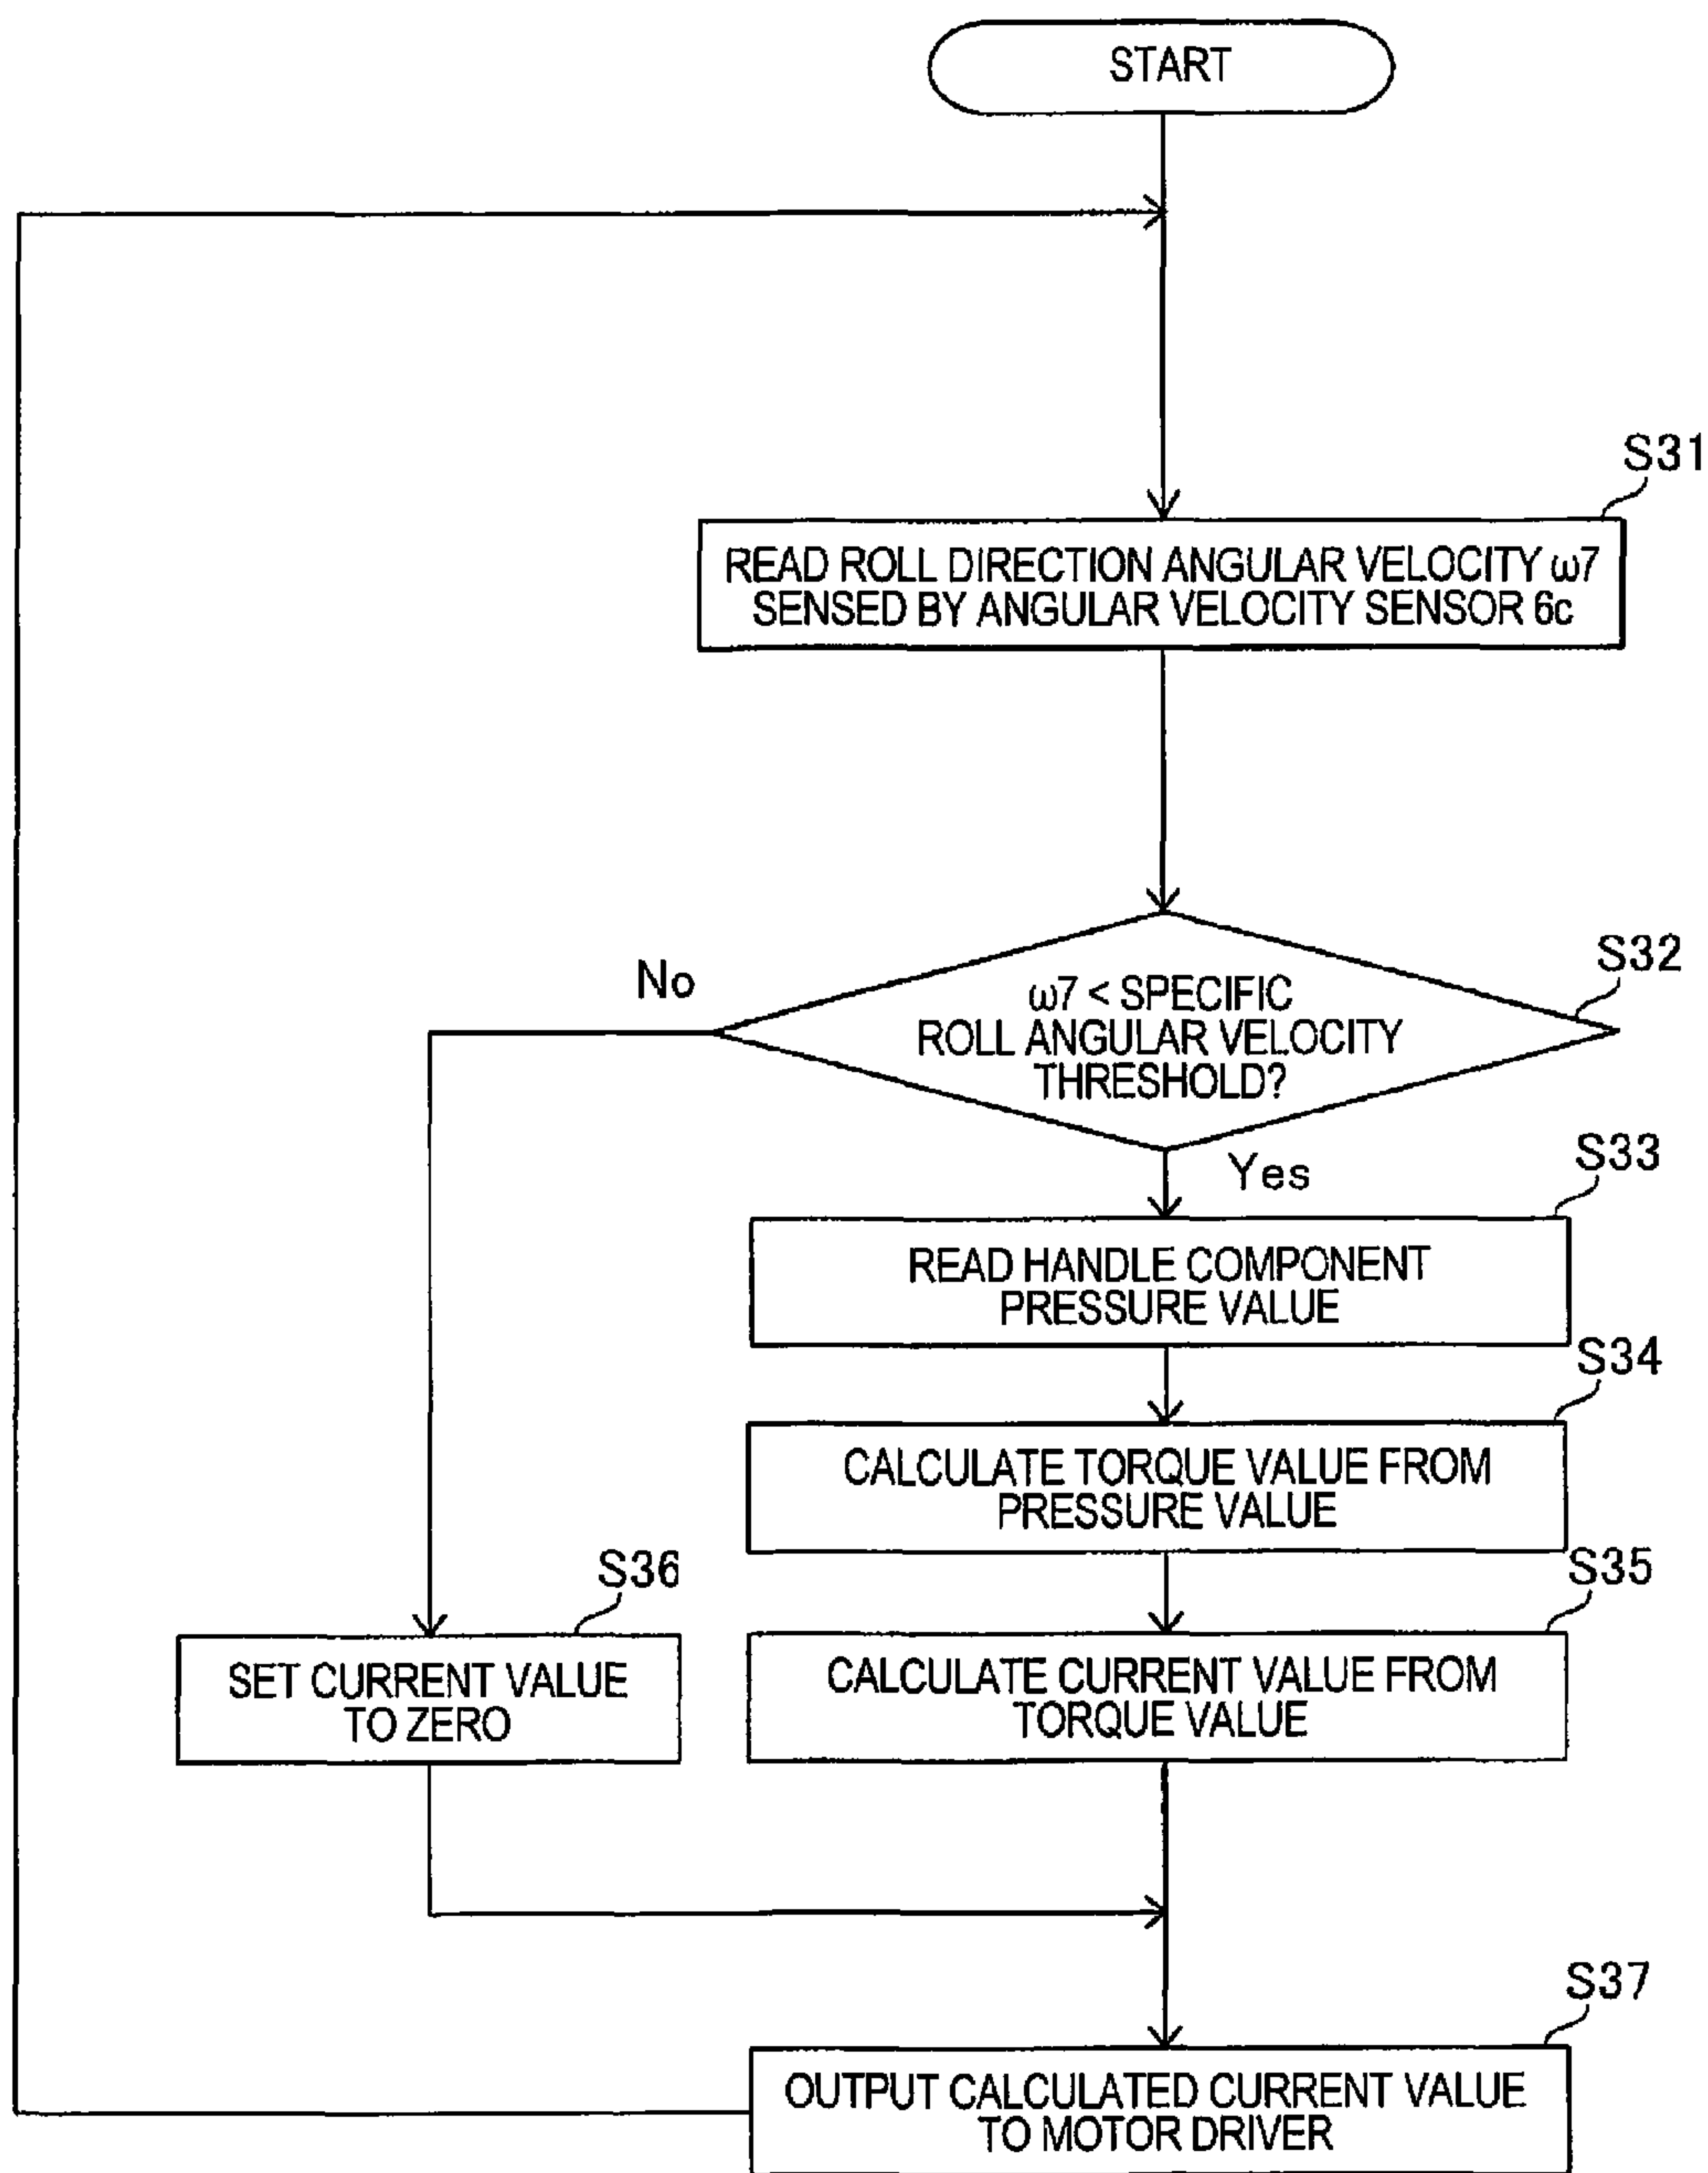 START
S31
READ ROLL DIRECTION ANGULAR VELOCITY ω7
SENSED BY ANGULAR VELOCITY SENSOR 6c
S32
No
ω7 < SPECIFIC
ROLL ANGULAR VELOCITY
THRESHOLD?
Yes
S33
READ HANDLE COMPONENT
PRESSURE VALUE
S34
CALCULATE TORQUE VALUE FROM
PRESSURE VALUE
S35
CALCULATE CURRENT VALUE FROM
TORQUE VALUE
S36
SET CURRENT VALUE
TO ZERO
S37
OUTPUT CALCULATED CURRENT VALUE
TO MOTOR DRIVER